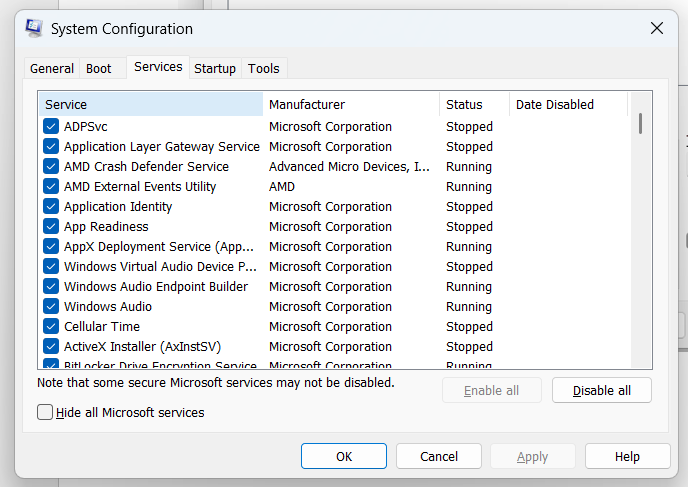 System Configuration
General Boot Services Startup Tools
Service Manufacturer Status Date Disabled
ADPSvc Microsoft Corporation Stopped
Application Layer Gateway Service Microsoft Corporation Stopped
AMD Crash Defender Service Advanced Micro Devices, I... Running
AMD External Events Utility AMD Running
Application Identity Microsoft Corporation Stopped
App Readiness Microsoft Corporation Stopped
AppX Deployment Service (App... Microsoft Corporation Running
Windows Virtual Audio Device P... Microsoft Corporation Stopped
Windows Audio Endpoint Builder Microsoft Corporation Running
Windows Audio Microsoft Corporation Running
Cellular Time Microsoft Corporation Stopped
ActiveX Installer (AxInstSV) Microsoft Corporation Stopped
BitLocker Drive Encryption Service Microsoft Corporation Running
Note that some secure Microsoft services may not be disabled.
Enable all Disable all
Hide all Microsoft services
OK Cancel Apply Help